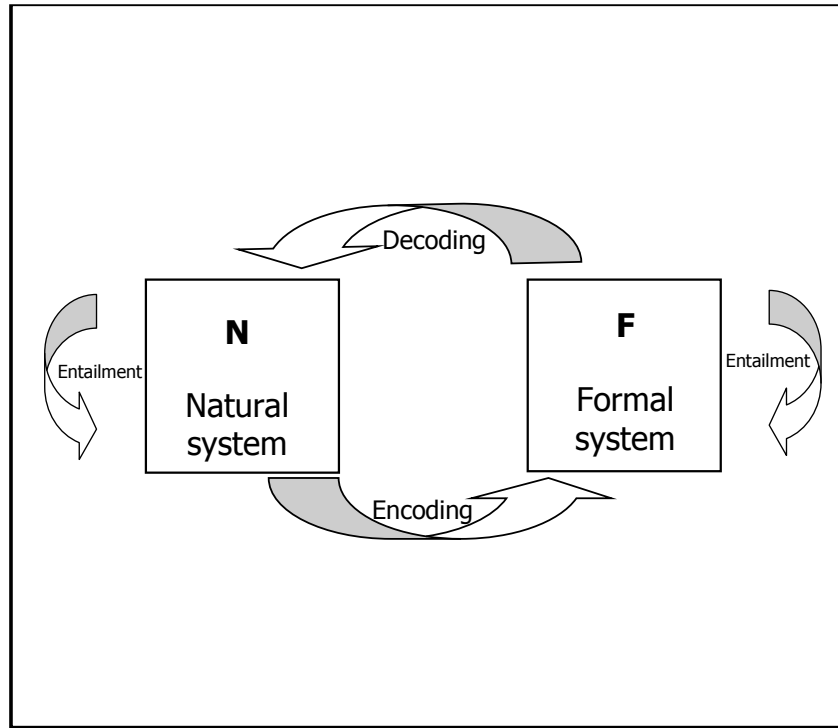 Decoding
N
Natural
system
Entailment
F
Formal
system
Entailment
Encoding